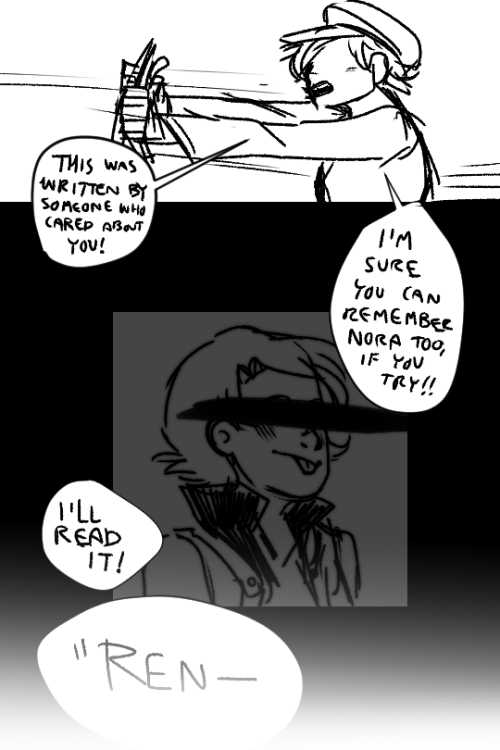 THIS WAS
WRITTEN BY
SOMEONE WHO
CARED ABOUT
YOU!
I'M
SURE
YOU CAN
REMEMBER
NORA TOO,
IF YOU
TRY!!
I'LL
READ
IT!
"REN—